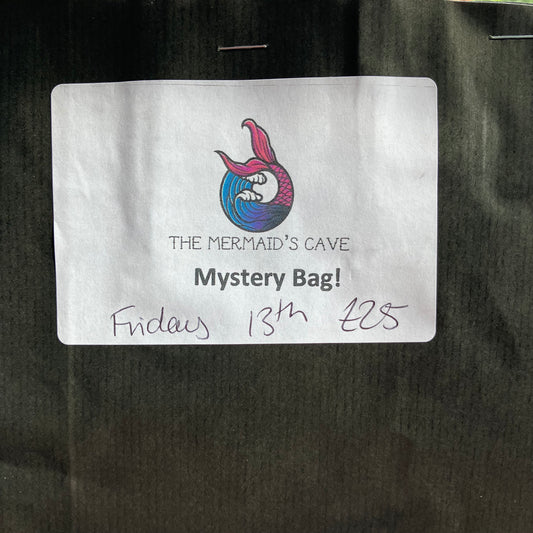 THE MERMAID'S CAVE
Mystery Bag!
Friday 13th £25